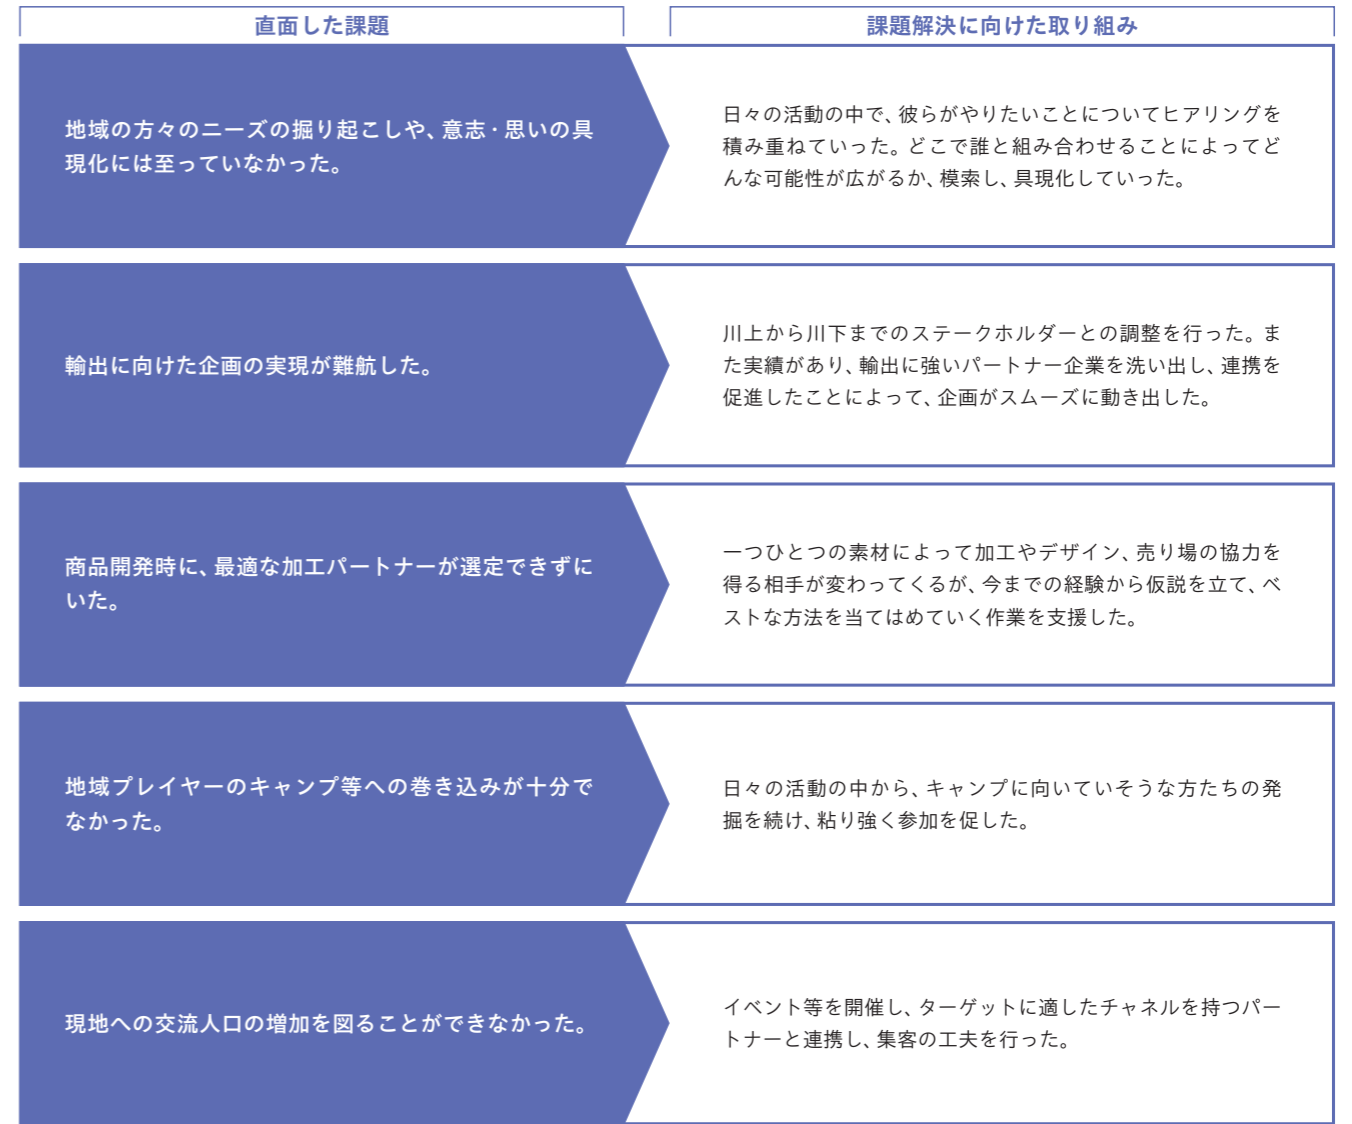 直面した課題
課題解決に向けた取り組み
地域の方々のニーズの掘り起こしや、意志・思いの具
現化には至っていなかった。
日々の活動の中で、彼らがやりたいことについてヒアリングを
積み重ねていった。どこで誰と組み合わせることによってど
んな可能性が広がるか、模索し、具現化していった。
輸出に向けた企画の実現が難航した。
川上から川下までのステークホルダーとの調整を行った。ま
た実績があり、輸出に強いパートナー企業を洗い出し、連携を
促進したことによって、企画がスムーズに動き出した。
商品開発時に、最適な加工パートナーが選定できずに
いた。
一つひとつの素材によって加工やデザイン、売り場の協力を
得る相手が変わってくるが、今までの経験から仮説を立て、ベ
ストな方法を当てはめていく作業を支援した。
地域プレイヤーのキャンプ等への巻き込みが十分で
なかった。
日々の活動の中から、キャンプに向いていそうな方たちの発
掘を続け、粘り強く参加を促した。
現地への交流人口の増加を図ることができなかった。
イベント等を開催し、ターゲットに適したチャネルを持つパー
トナーと連携し、集客の工夫を行った。